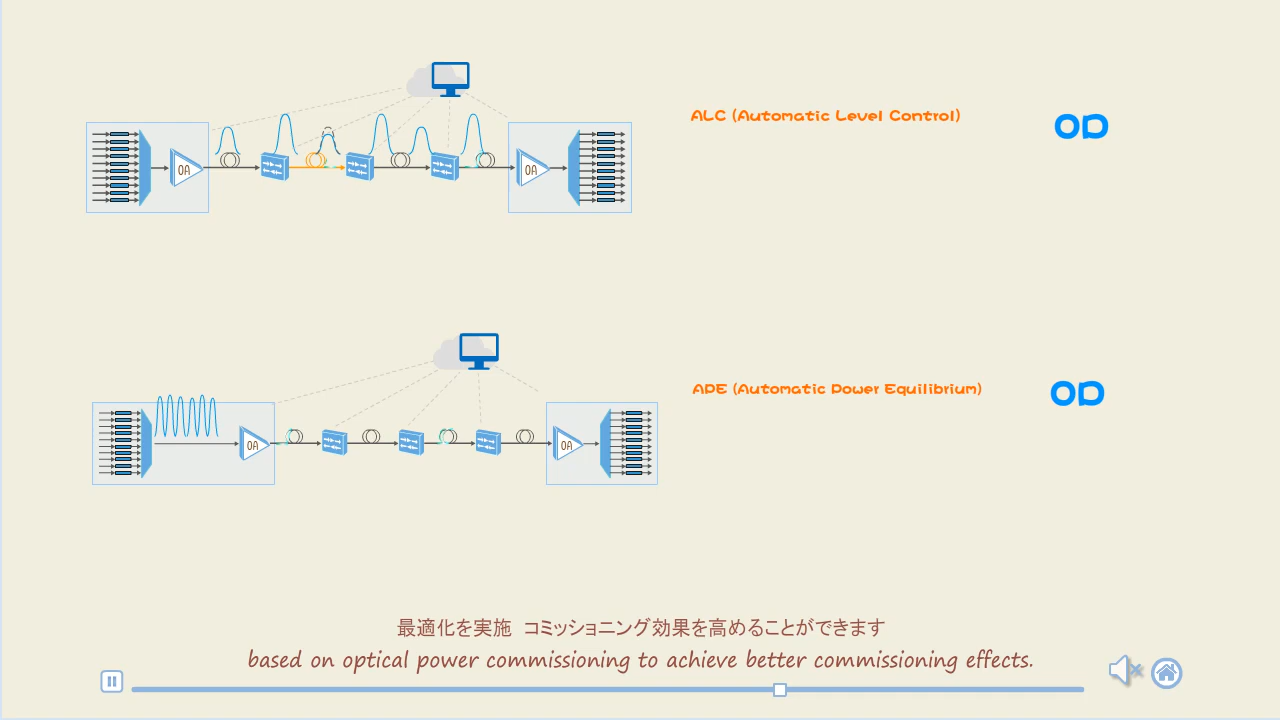 ALC (Automatic Level Control)
OD
OA
OA
APE (Automatic Power Equilibrium)
OD
OA
OA
最適化を実施 コミッショニング効果を高めることができます
based on optical power commissioning to achieve better commissioning effects.